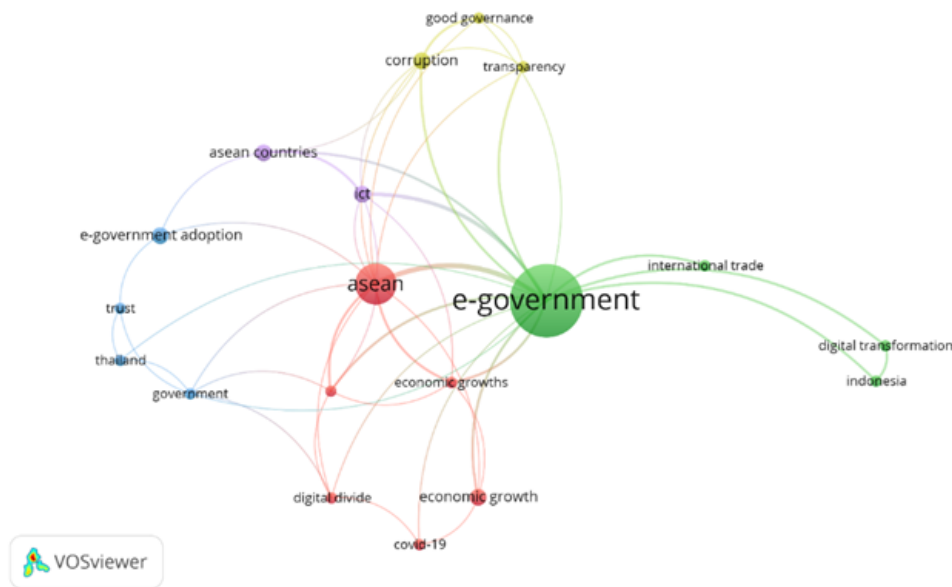 good governance
corruption
transparency
asean countries
ict
e-government adoption
international trade
asean
e-government
trust
digital transformation
thailand
economic growths
indonesia
government
digital divide
economic growth
covid-19
VOSviewer